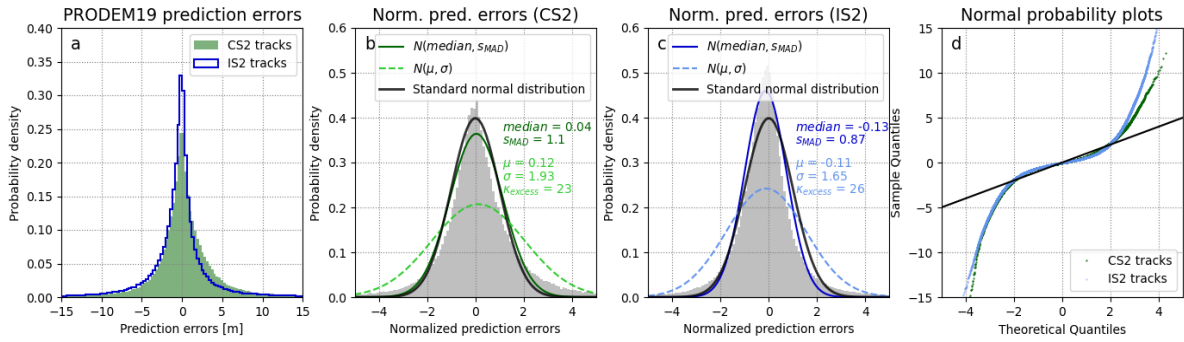 PRODEM19 prediction errors
a
CS2 tracks
IS2 tracks
Probability density
0.40
0.35
0.30
0.25
0.20
0.15
0.10
0.05
0.00
−15 −10 −5 0 5 10 15
Prediction errors [m]
Norm. pred. errors (CS2)
b
N(median, sMAD)
N(μ, σ)
Standard normal distribution
median = 0.04
sMAD = 1.1
μ = 0.12
σ = 1.93
κexcess = 23
Probability density
0.6
0.5
0.4
0.3
0.2
0.1
0.0
−4 −2 0 2 4
Normalized prediction errors
Norm. pred. errors (IS2)
c
N(median, sMAD)
N(μ, σ)
Standard normal distribution
median = -0.13
sMAD = 0.87
μ = -0.11
σ = 1.65
κexcess = 26
Probability density
0.6
0.5
0.4
0.3
0.2
0.1
0.0
−4 −2 0 2 4
Normalized prediction errors
Normal probability plots
d
Sample Quantiles
15
10
5
0
−5
−10
−15
CS2 tracks
IS2 tracks
−4 −2 0 2 4
Theoretical Quantiles